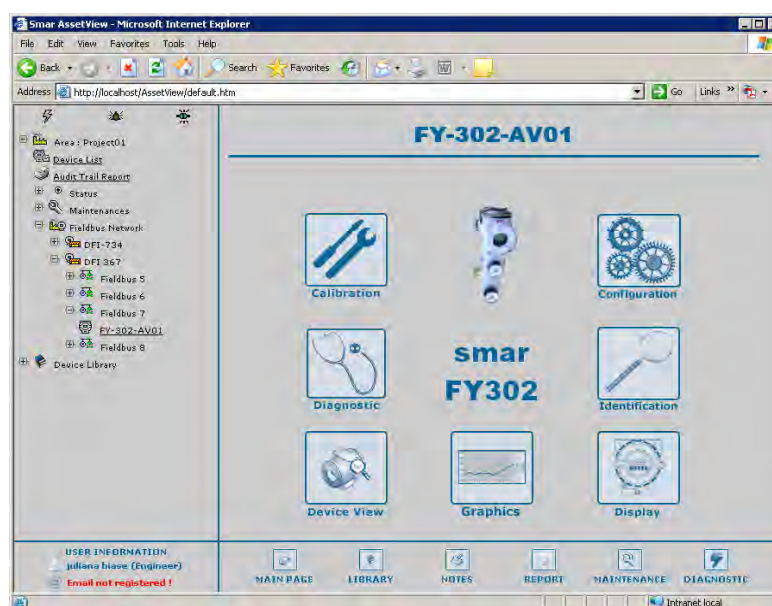 Smar AssetView - Microsoft Internet Explorer
File Edit View Favorites Tools Help
Back Search Favorites
Address http://localhost/AssetView/default.htm Go Links »
Area : Project01
Device List
Audit Trail Report
Status
Maintenances
Fieldbus Network
DFI-734
DFI 367
Fieldbus 5
Fieldbus 6
Fieldbus 7
FY-302-AV01
Fieldbus 8
Device Library
FY-302-AV01
Calibration
Configuration
Diagnostic
smar
FY302
Identification
Device View
Graphics
Display
USER INFORMATION
juliana biase (Engineer)
Email not registered !
MAIN PAGE LIBRARY NOTES REPORT MAINTENANCE DIAGNOSTIC
Intranet local